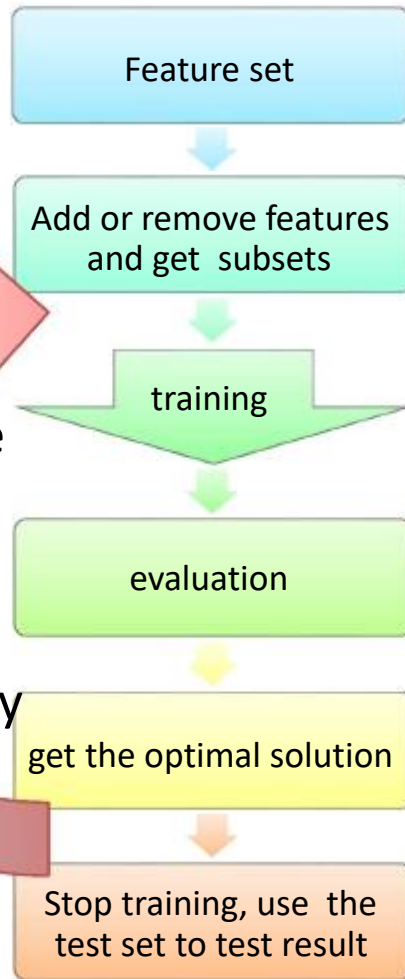 Feature set
Add or remove features
and get subsets
training
e
evaluation
y
get the optimal solution
Stop training, use the
test set to test result